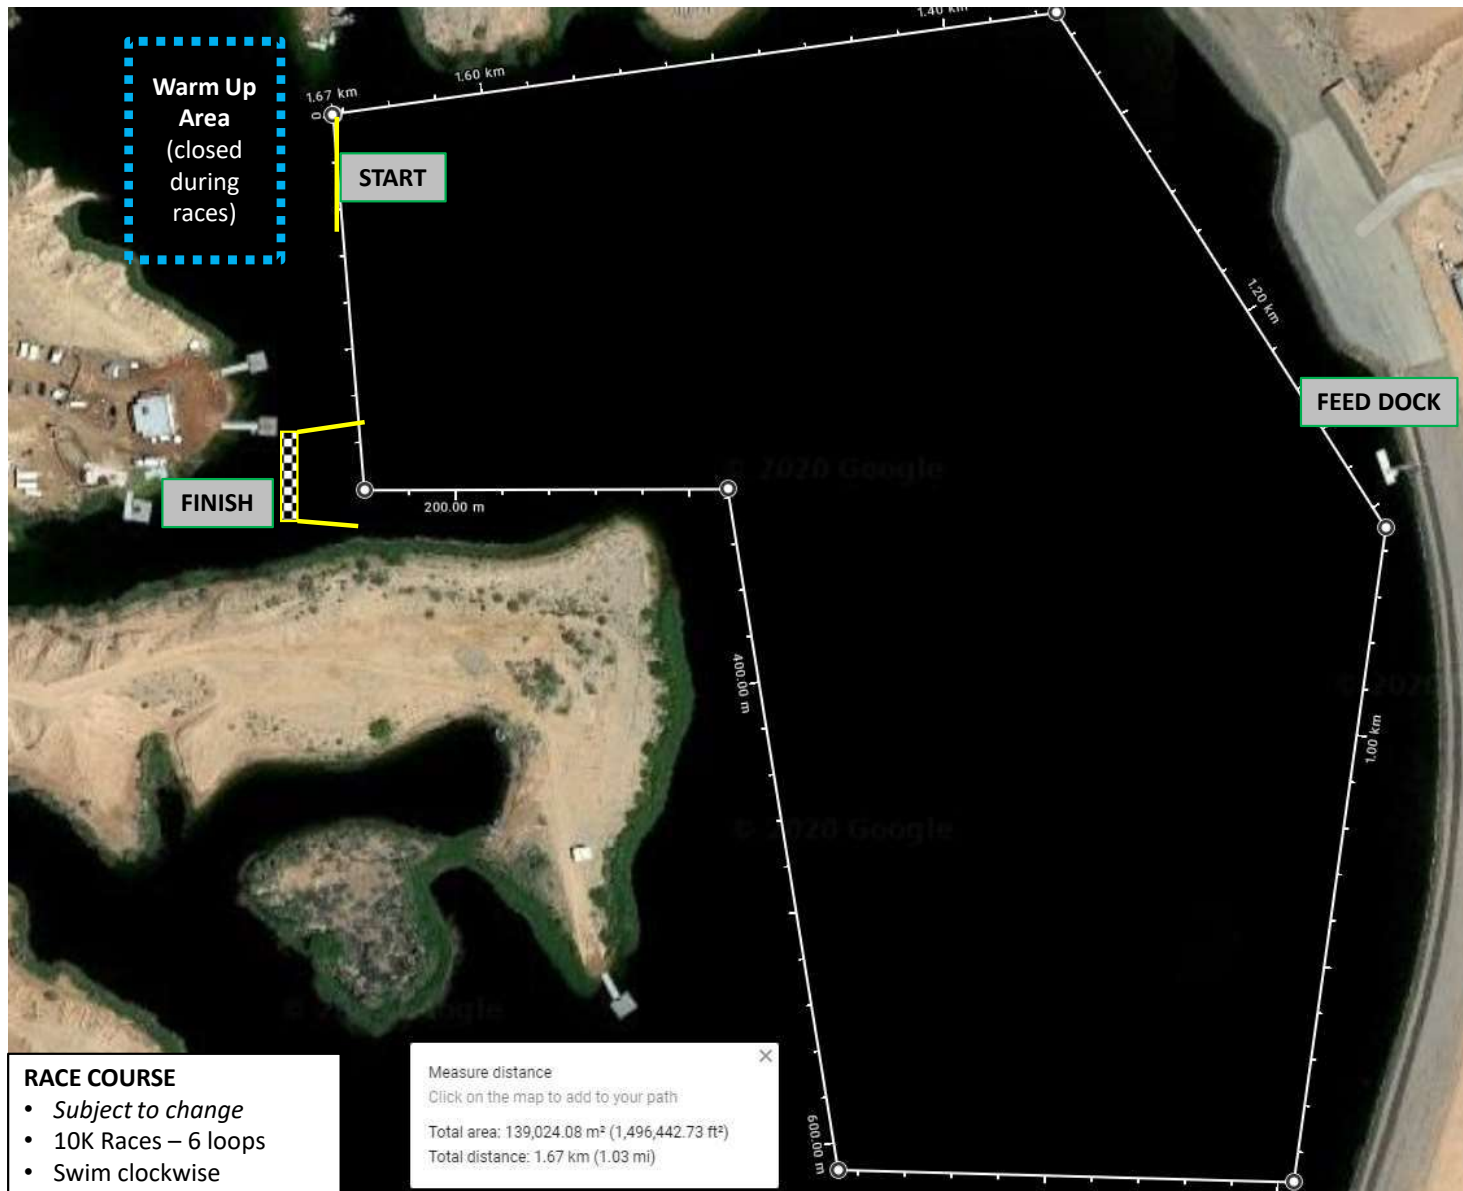 1.40 km
1.60 km
1.67 km
0
Warm Up
Area
(closed
during
races)
START
1.20 km
FEED DOCK
© 2020 Google
200.00 m
FINISH
400.00 m
© 2020
1.00 km
© 2020 Google
RACE COURSE
• Subject to change
• 10K Races – 6 loops
• Swim clockwise
Measure distance
Click on the map to add to your path
Total area: 139,024.08 m² (1,496,442.73 ft²)
Total distance: 1.67 km (1.03 mi)
600.00 m